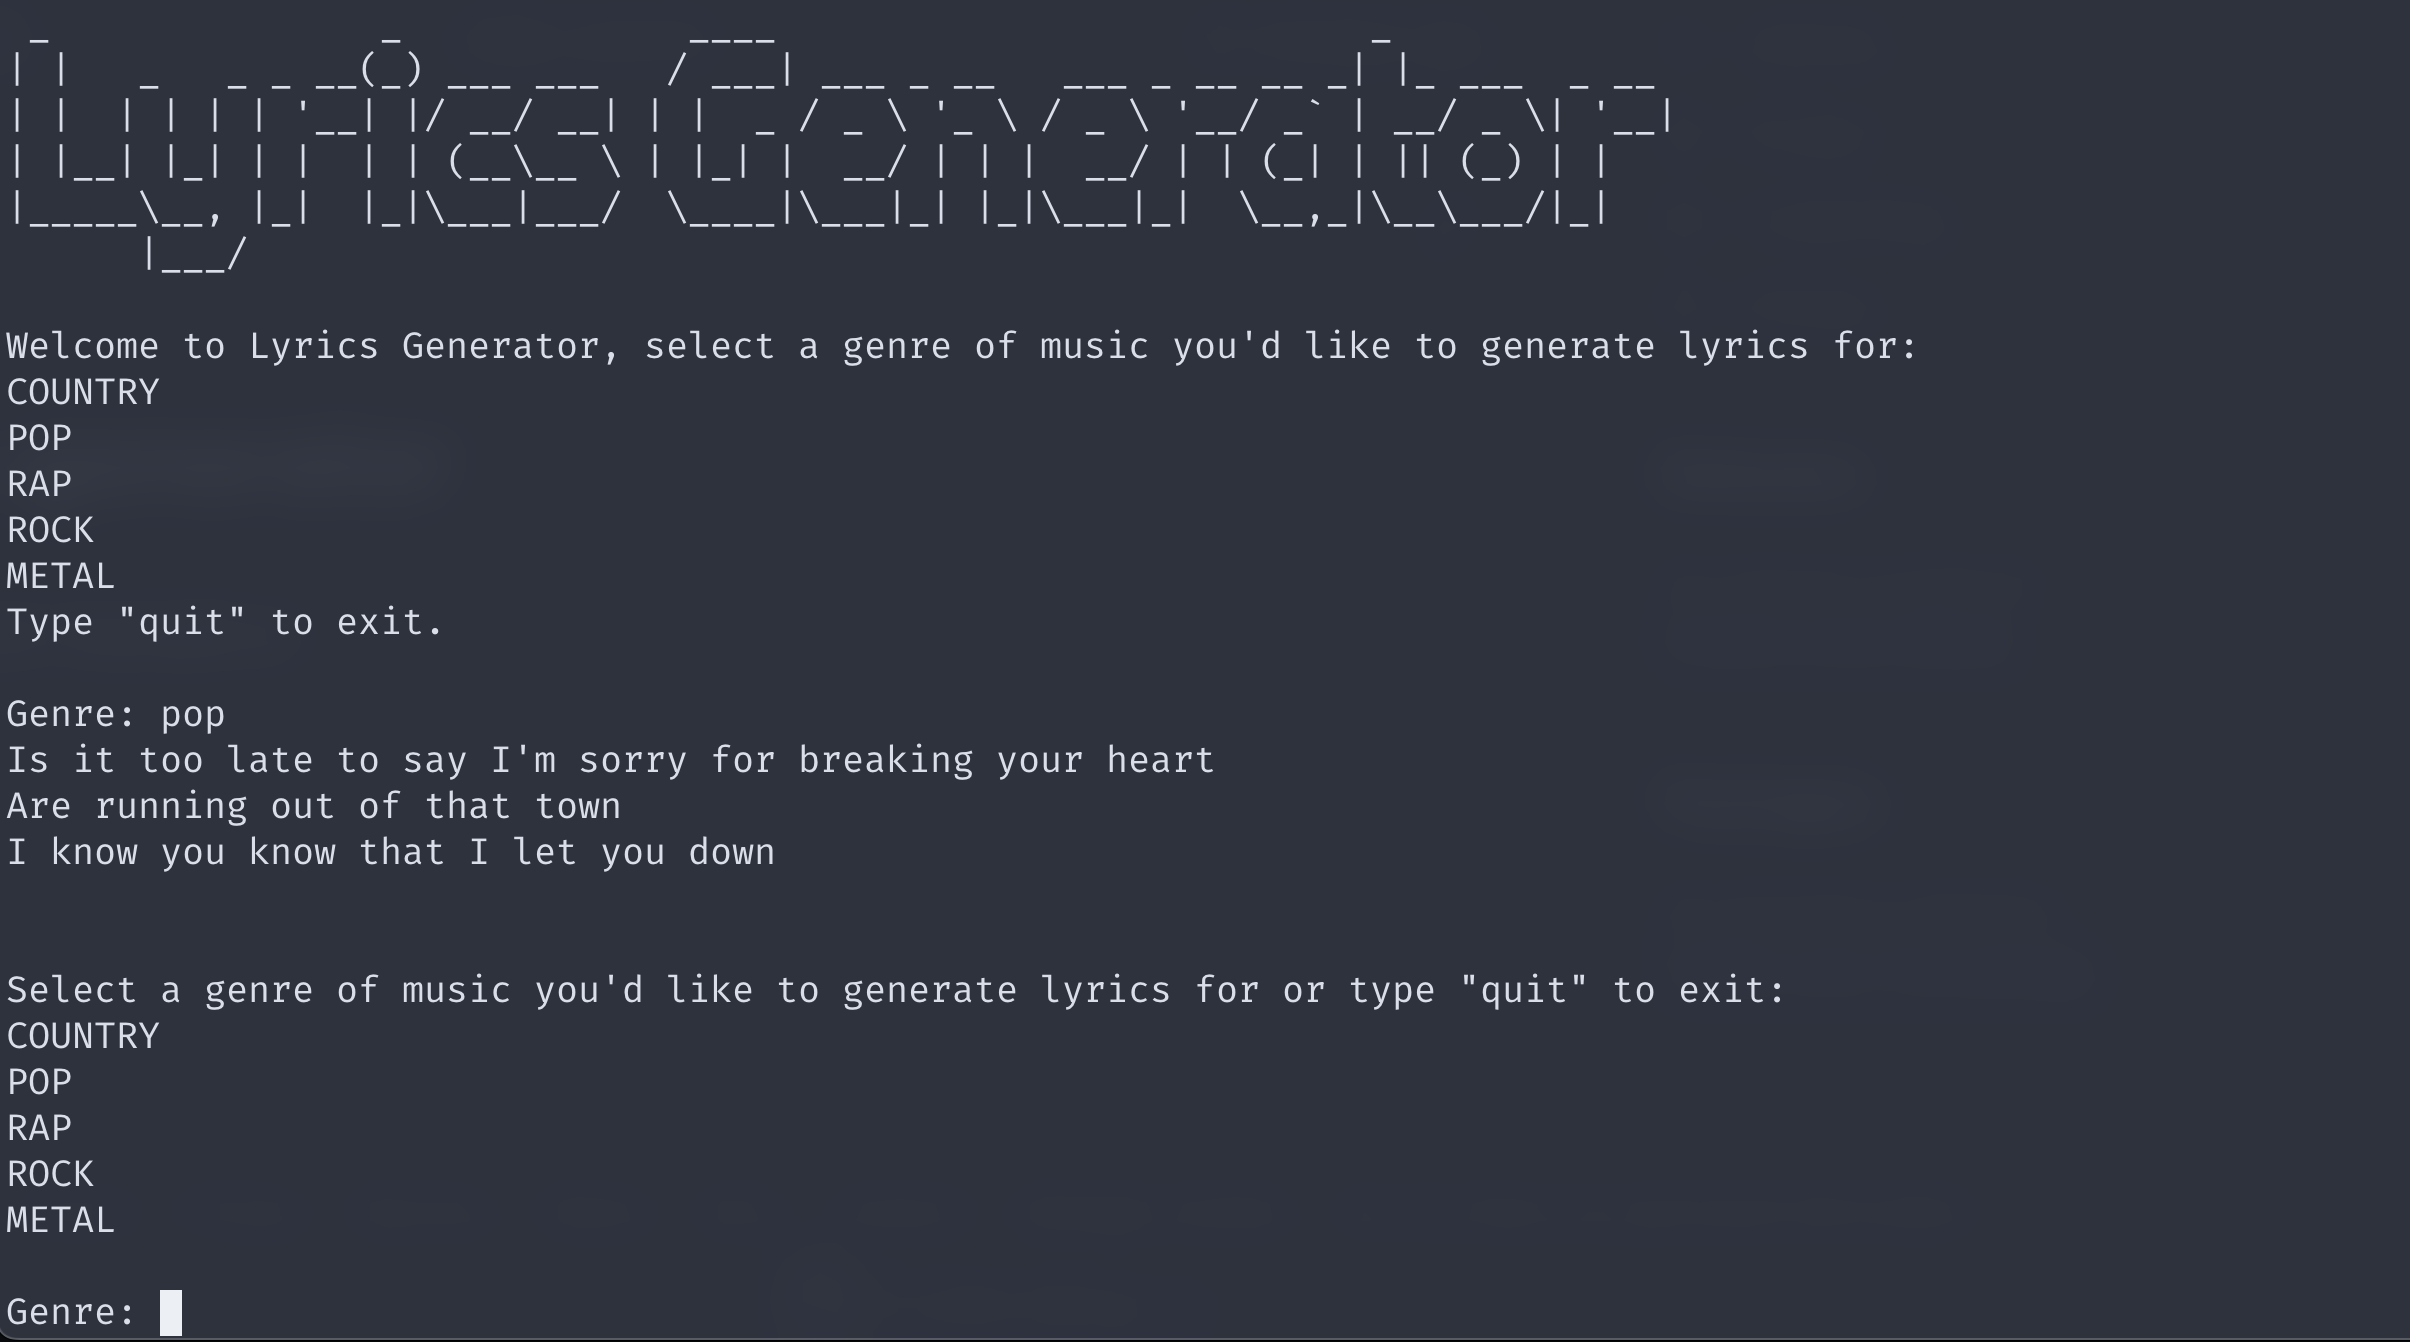 Lyrics Generator
Welcome to Lyrics Generator, select a genre of music you'd like to generate lyrics for:
COUNTRY
POP
RAP
ROCK
METAL
Type "quit" to exit.
Genre: pop
Is it too late to say I'm sorry for breaking your heart
Are running out of that town
I know you know that I let you down
Select a genre of music you'd like to generate lyrics for or type "quit" to exit:
COUNTRY
POP
RAP
ROCK
METAL
Genre: